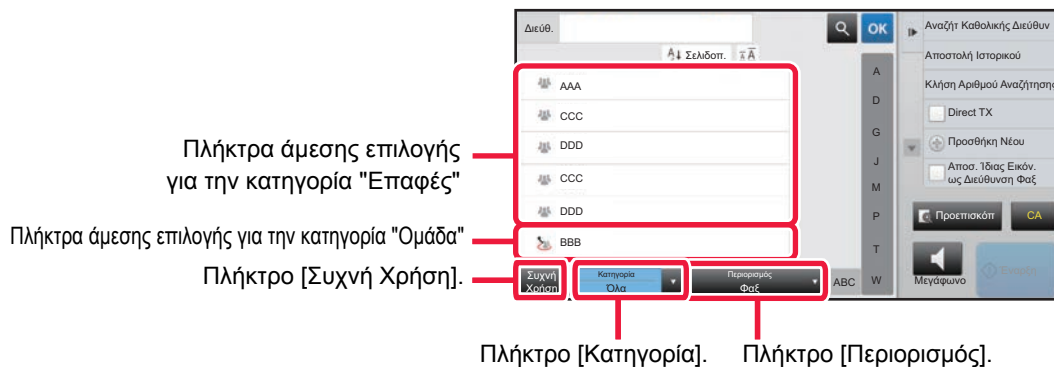 Διεύθ.
OK
Σελιδοπ.
AAA
CCC
DDD
CCC
DDD
BBB
Συχνή
Χρήση
Κατηγορία
Όλα
Περιορισμός
Φαξ
ABC
A
D
G
J
M
P
T
W
Αναζήτ Καθολικής Διεύθυν
Αποστολή Ιστορικού
Κλήση Αριθμού Αναζήτησης
Direct TX
Προσθήκη Νέου
Αποσ. Ίδιας Εικόν.
ως Διεύθυνση Φαξ
Προεπισκόπ
CA
Μεγάφωνο
Πλήκτρα άμεσης επιλογής
για την κατηγορία "Επαφές"
Πλήκτρα άμεσης επιλογής για την κατηγορία "Ομάδα"
Πλήκτρο [Συχνή Χρήση].
Πλήκτρο [Κατηγορία].
Πλήκτρο [Περιορισμός].